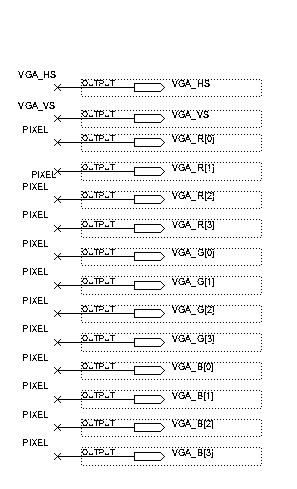 VGA_HS OUTPUT VGA_HS
VGA_VS OUTPUT VGA_VS
PIXEL OUTPUT VGA_R[0]
PIXEL OUTPUT VGA_R[1]
PIXEL OUTPUT VGA_R[2]
PIXEL OUTPUT VGA_R[3]
PIXEL OUTPUT VGA_G[0]
PIXEL OUTPUT VGA_G[1]
PIXEL OUTPUT VGA_G[2]
PIXEL OUTPUT VGA_G[3]
PIXEL OUTPUT VGA_B[0]
PIXEL OUTPUT VGA_B[1]
PIXEL OUTPUT VGA_B[2]
PIXEL OUTPUT VGA_B[3]